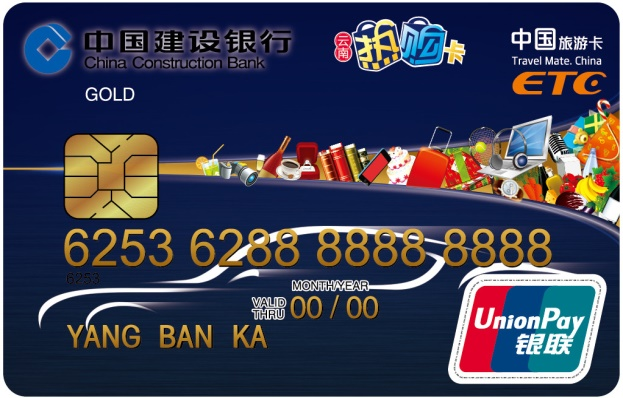 中国建设银行
China Construction Bank
GOLD
云南
热购卡
中国旅游卡
Travel Mate. China
ETC
6253 6288 8888 8888
6253
MONTH/YEAR
VALID THRU 00 / 00
YANG BAN KA
UnionPay
银联